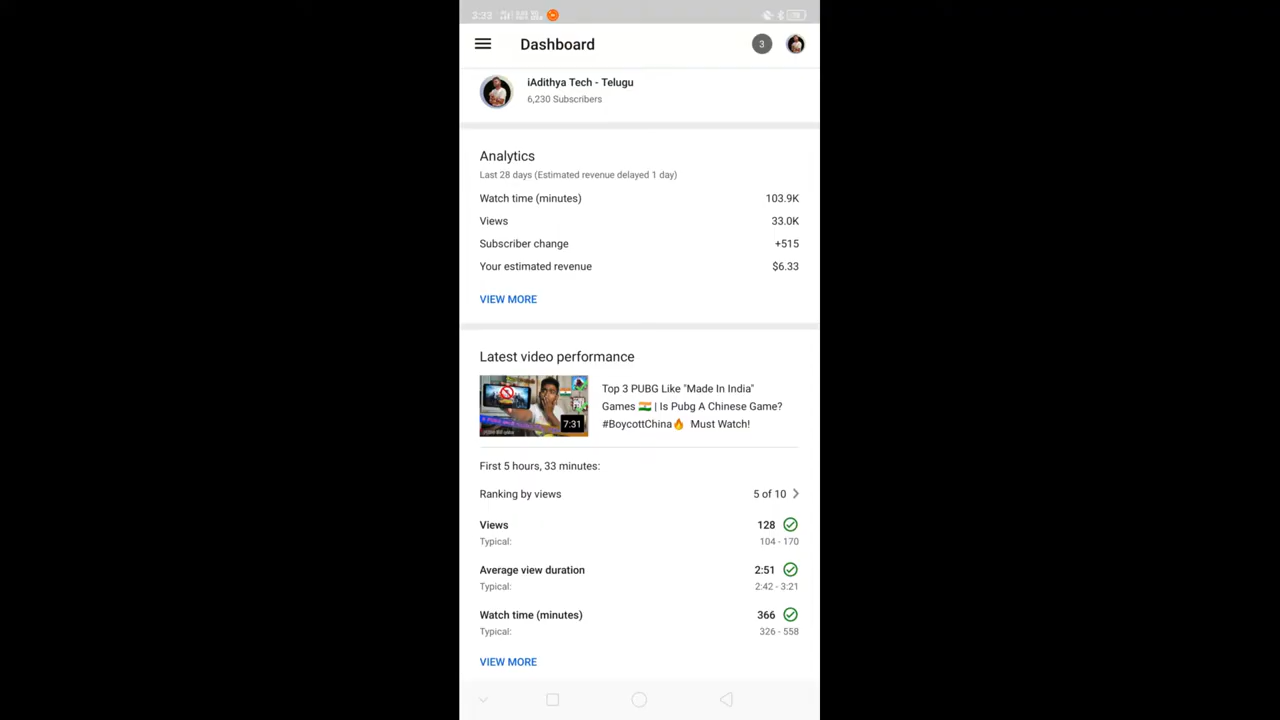 3:32
Dashboard
3
iAdithya Tech - Telugu
6,230 Subscribers
Analytics
Last 28 days (Estimated revenue delayed 1 day)
Watch time (minutes) 103.9K
Views 33.0K
Subscriber change +515
Your estimated revenue $6.33
VIEW MORE
Latest video performance
7:31
Top 3 PUBG Like "Made In India"
Games 🇮🇳 | Is Pubg A Chinese Game?
#BoycottChina🔥 Must Watch!
First 5 hours, 33 minutes:
Ranking by views 5 of 10
Views 128
Typical: 104 - 170
Average view duration 2:51
Typical: 2:42 - 3:21
Watch time (minutes) 366
Typical: 326 - 558
VIEW MORE